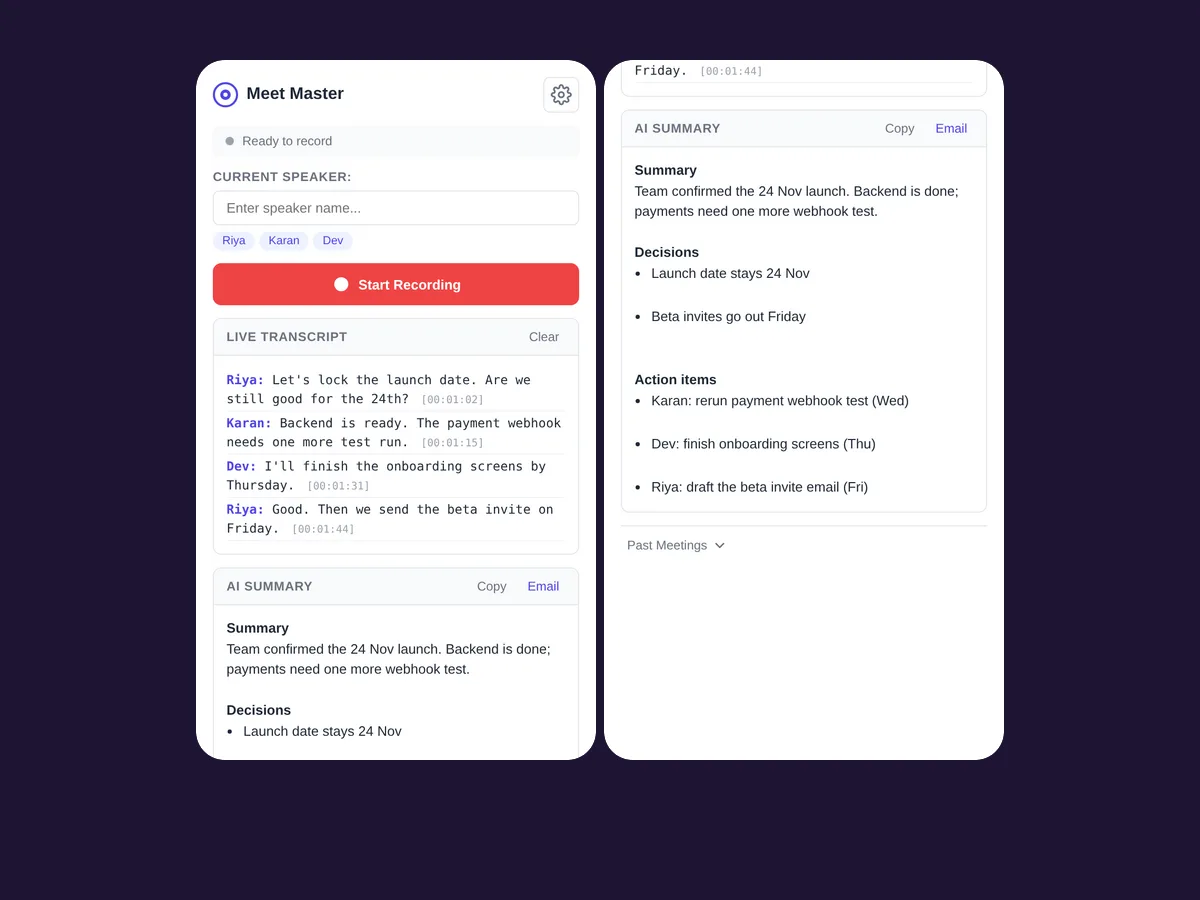 Meet Master
Ready to record
CURRENT SPEAKER:
Enter speaker name...
Riya Karan Dev
Start Recording
LIVE TRANSCRIPT Clear
Riya: Let's lock the launch date. Are we
still good for the 24th? [00:01:02]
Karan: Backend is ready. The payment webhook
needs one more test run. [00:01:15]
Dev: I'll finish the onboarding screens by
Thursday. [00:01:31]
Riya: Good. Then we send the beta invite on
Friday. [00:01:44]
AI SUMMARY Copy Email
Summary
Team confirmed the 24 Nov launch. Backend is done;
payments need one more webhook test.
Decisions
• Launch date stays 24 Nov
Friday. [00:01:44]
AI SUMMARY Copy Email
Summary
Team confirmed the 24 Nov launch. Backend is done;
payments need one more webhook test.
Decisions
• Launch date stays 24 Nov
• Beta invites go out Friday
Action items
• Karan: rerun payment webhook test (Wed)
• Dev: finish onboarding screens (Thu)
• Riya: draft the beta invite email (Fri)
Past Meetings